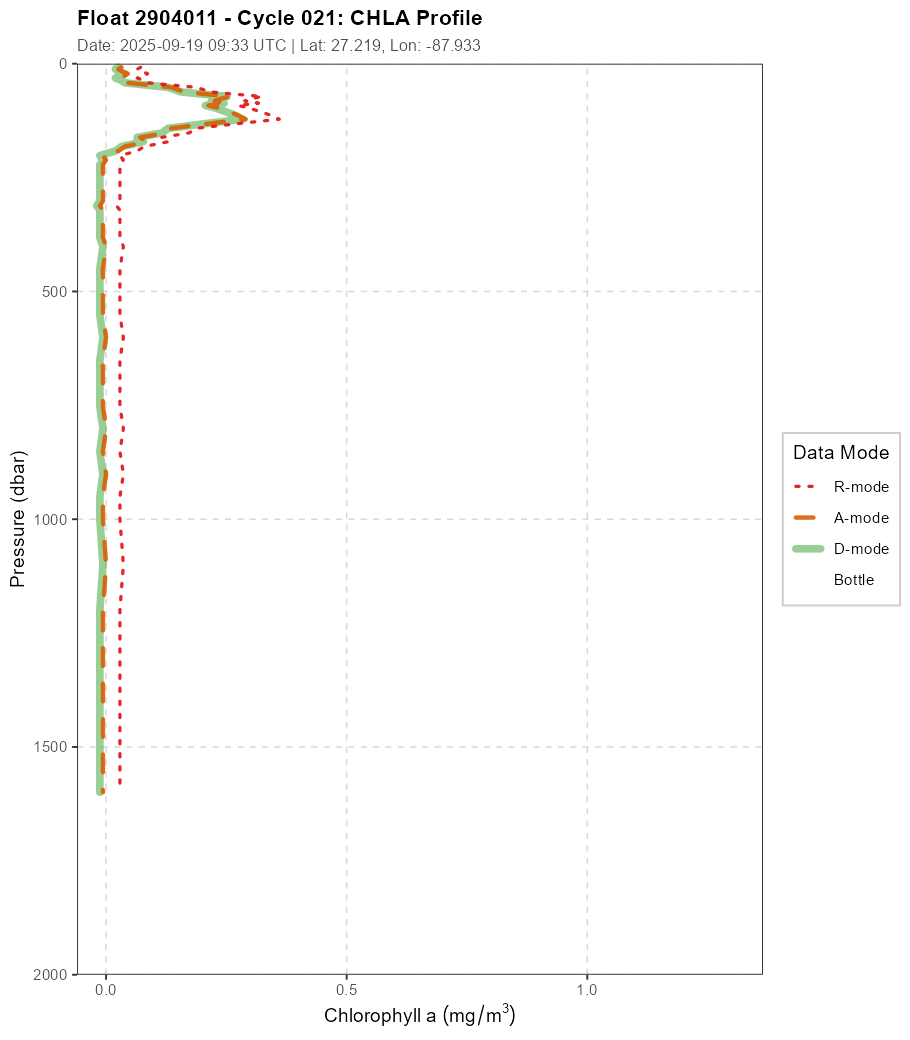 Float 2904011 - Cycle 021: CHLA Profile
Date: 2025-09-19 09:33 UTC | Lat: 27.219, Lon: -87.933
0
500
1000
1500
2000
Pressure (dbar)
0.0
0.5
1.0
Chlorophyll a (mg/m³)
Data Mode
R-mode
A-mode
D-mode
Bottle